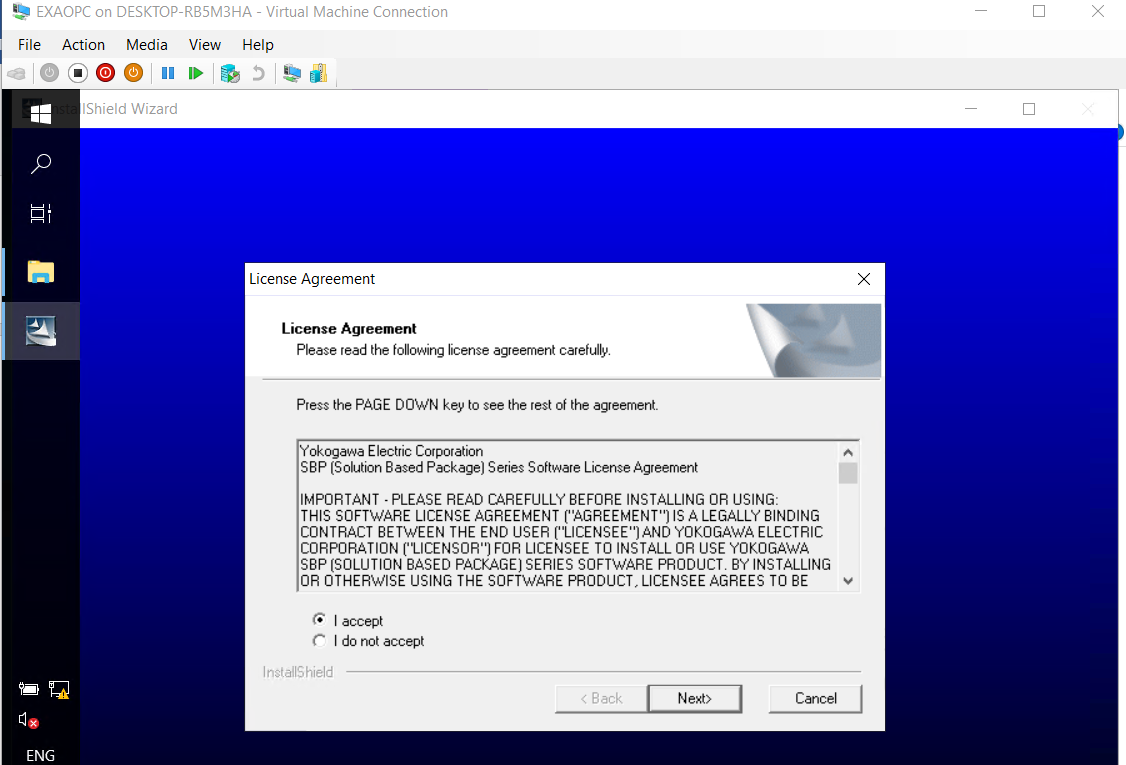 EXAOPC on DESKTOP-RB5M3HA - Virtual Machine Connection
File Action Media View Help
InstallShield Wizard
License Agreement
License Agreement
Please read the following license agreement carefully.
Press the PAGE DOWN key to see the rest of the agreement.
Yokogawa Electric Corporation
SBP (Solution Based Package) Series Software License Agreement
IMPORTANT - PLEASE READ CAREFULLY BEFORE INSTALLING OR USING:
THIS SOFTWARE LICENSE AGREEMENT ("AGREEMENT") IS A LEGALLY BINDING
CONTRACT BETWEEN THE END USER ("LICENSEE") AND YOKOGAWA ELECTRIC
CORPORATION ("LICENSOR") FOR LICENSEE TO INSTALL OR USE YOKOGAWA
SBP (SOLUTION BASED PACKAGE) SERIES SOFTWARE PRODUCT. BY INSTALLING
OR OTHERWISE USING THE SOFTWARE PRODUCT, LICENSEE AGREES TO BE
I accept
I do not accept
InstallShield
< Back Next> Cancel
ENG